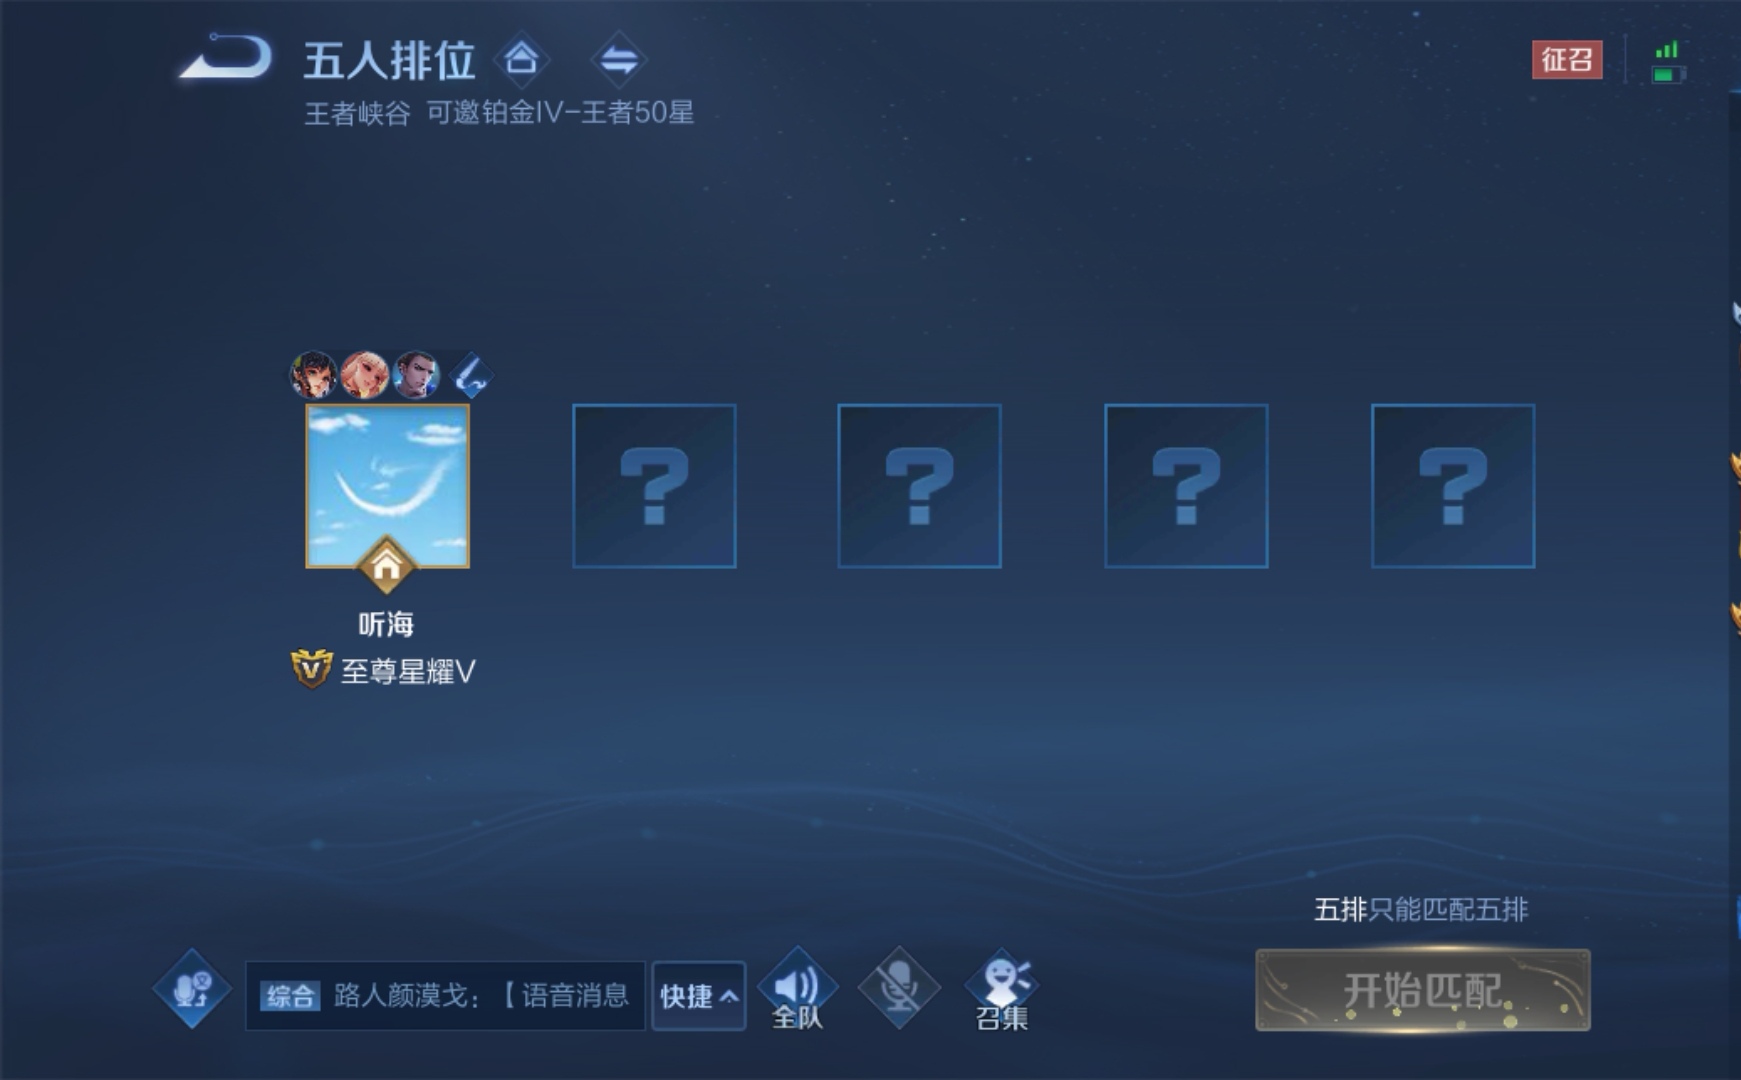 五人排位
征召
王者峡谷 可邀铂金IV-王者50星
?
?
?
?
听海
V 至尊星耀V
五排只能匹配五排
综合 路人颜漠戈：【语音消息
快捷
全队
召集
开始匹配